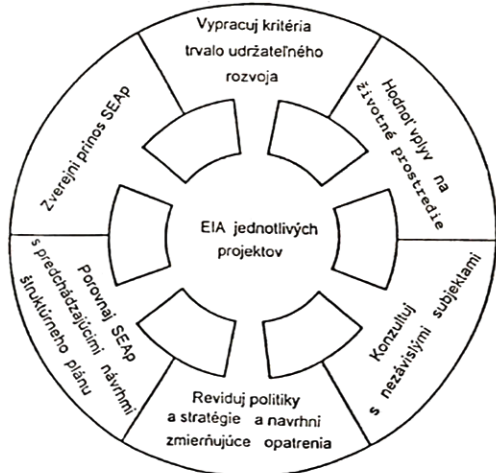 Vypracuj kritéria
trvalo udržateľného
rozvoja
Hodnoť vplyv na
životné prostredie
Konzultuj
s nezávislými subjektami
Reviduj politiky
a stratégie a navrhni
zmierňujúce opatrenia
Porovnaj SEAp
s predchádzajúcimi návrhmi
štruktúrneho plánu
Zverejni prínos SEAp
EIA jednotlivých
projektov